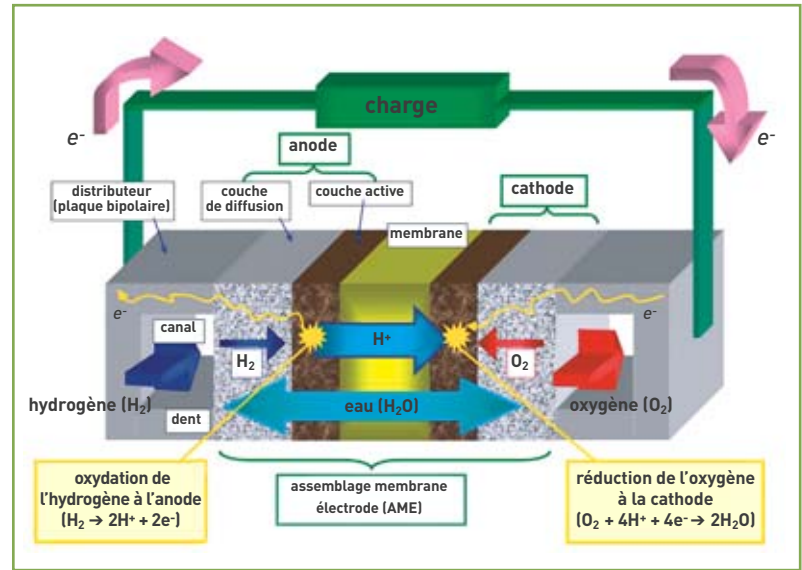 charge
e-
e-
anode
distributeur
(plaque bipolaire)
couche
de diffusion
couche active
cathode
membrane
e-
e-
canal
H₂
H⁺
O₂
hydrogène (H₂)
dent
eau (H₂O)
oxygène (O₂)
oxydation de
l'hydrogène à l'anode
(H₂ → 2H⁺ + 2e-)
assemblage membrane
électrode (AME)
réduction de l'oxygène
à la cathode
(O₂ + 4H⁺ + 4e- → 2H₂O)